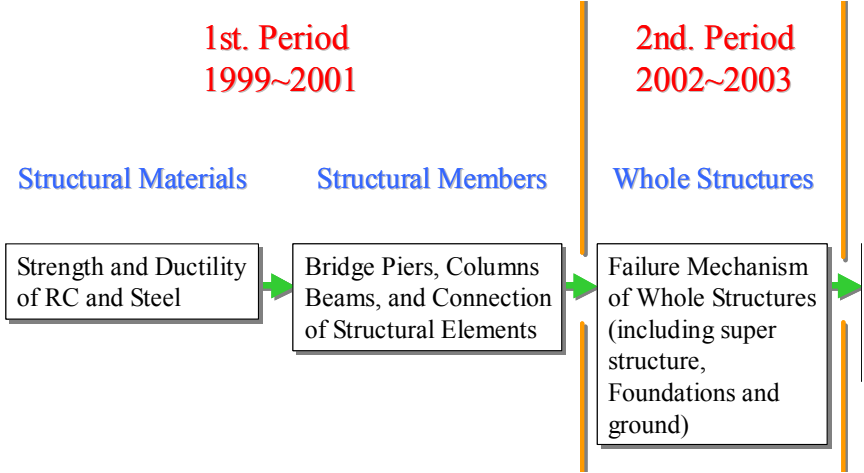 1st. Period
1999~2001
2nd. Period
2002~2003
Structural Materials
Structural Members
Whole Structures
Strength and Ductility
of RC and Steel
Bridge Piers, Columns
Beams, and Connection
of Structural Elements
Failure Mechanism
of Whole Structures
(including super
structure,
Foundations and
ground)